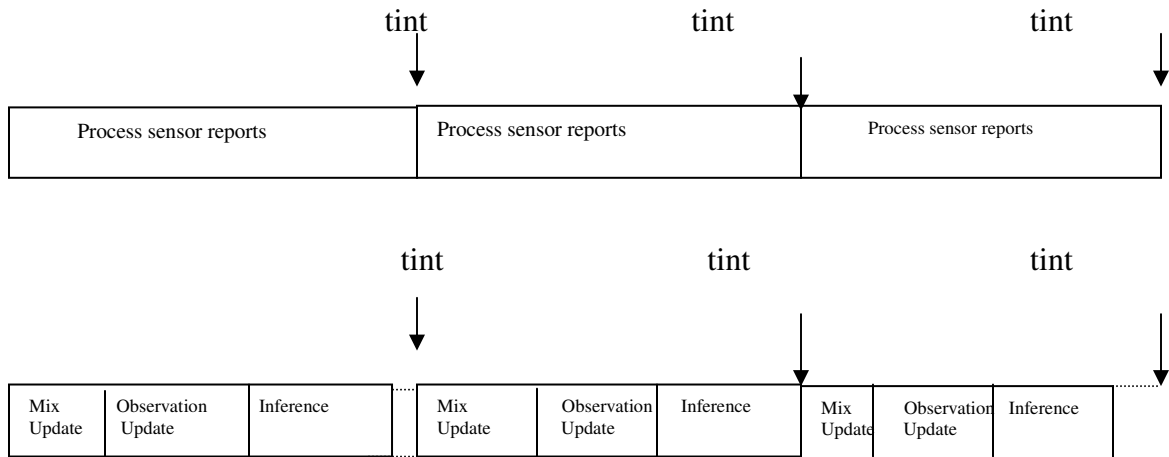 tint tint tint
Process sensor reports Process sensor reports Process sensor reports
tint tint tint
Mix Observation Inference Mix Observation Inference Mix Observation Inference
Update Update Update Update Update Update